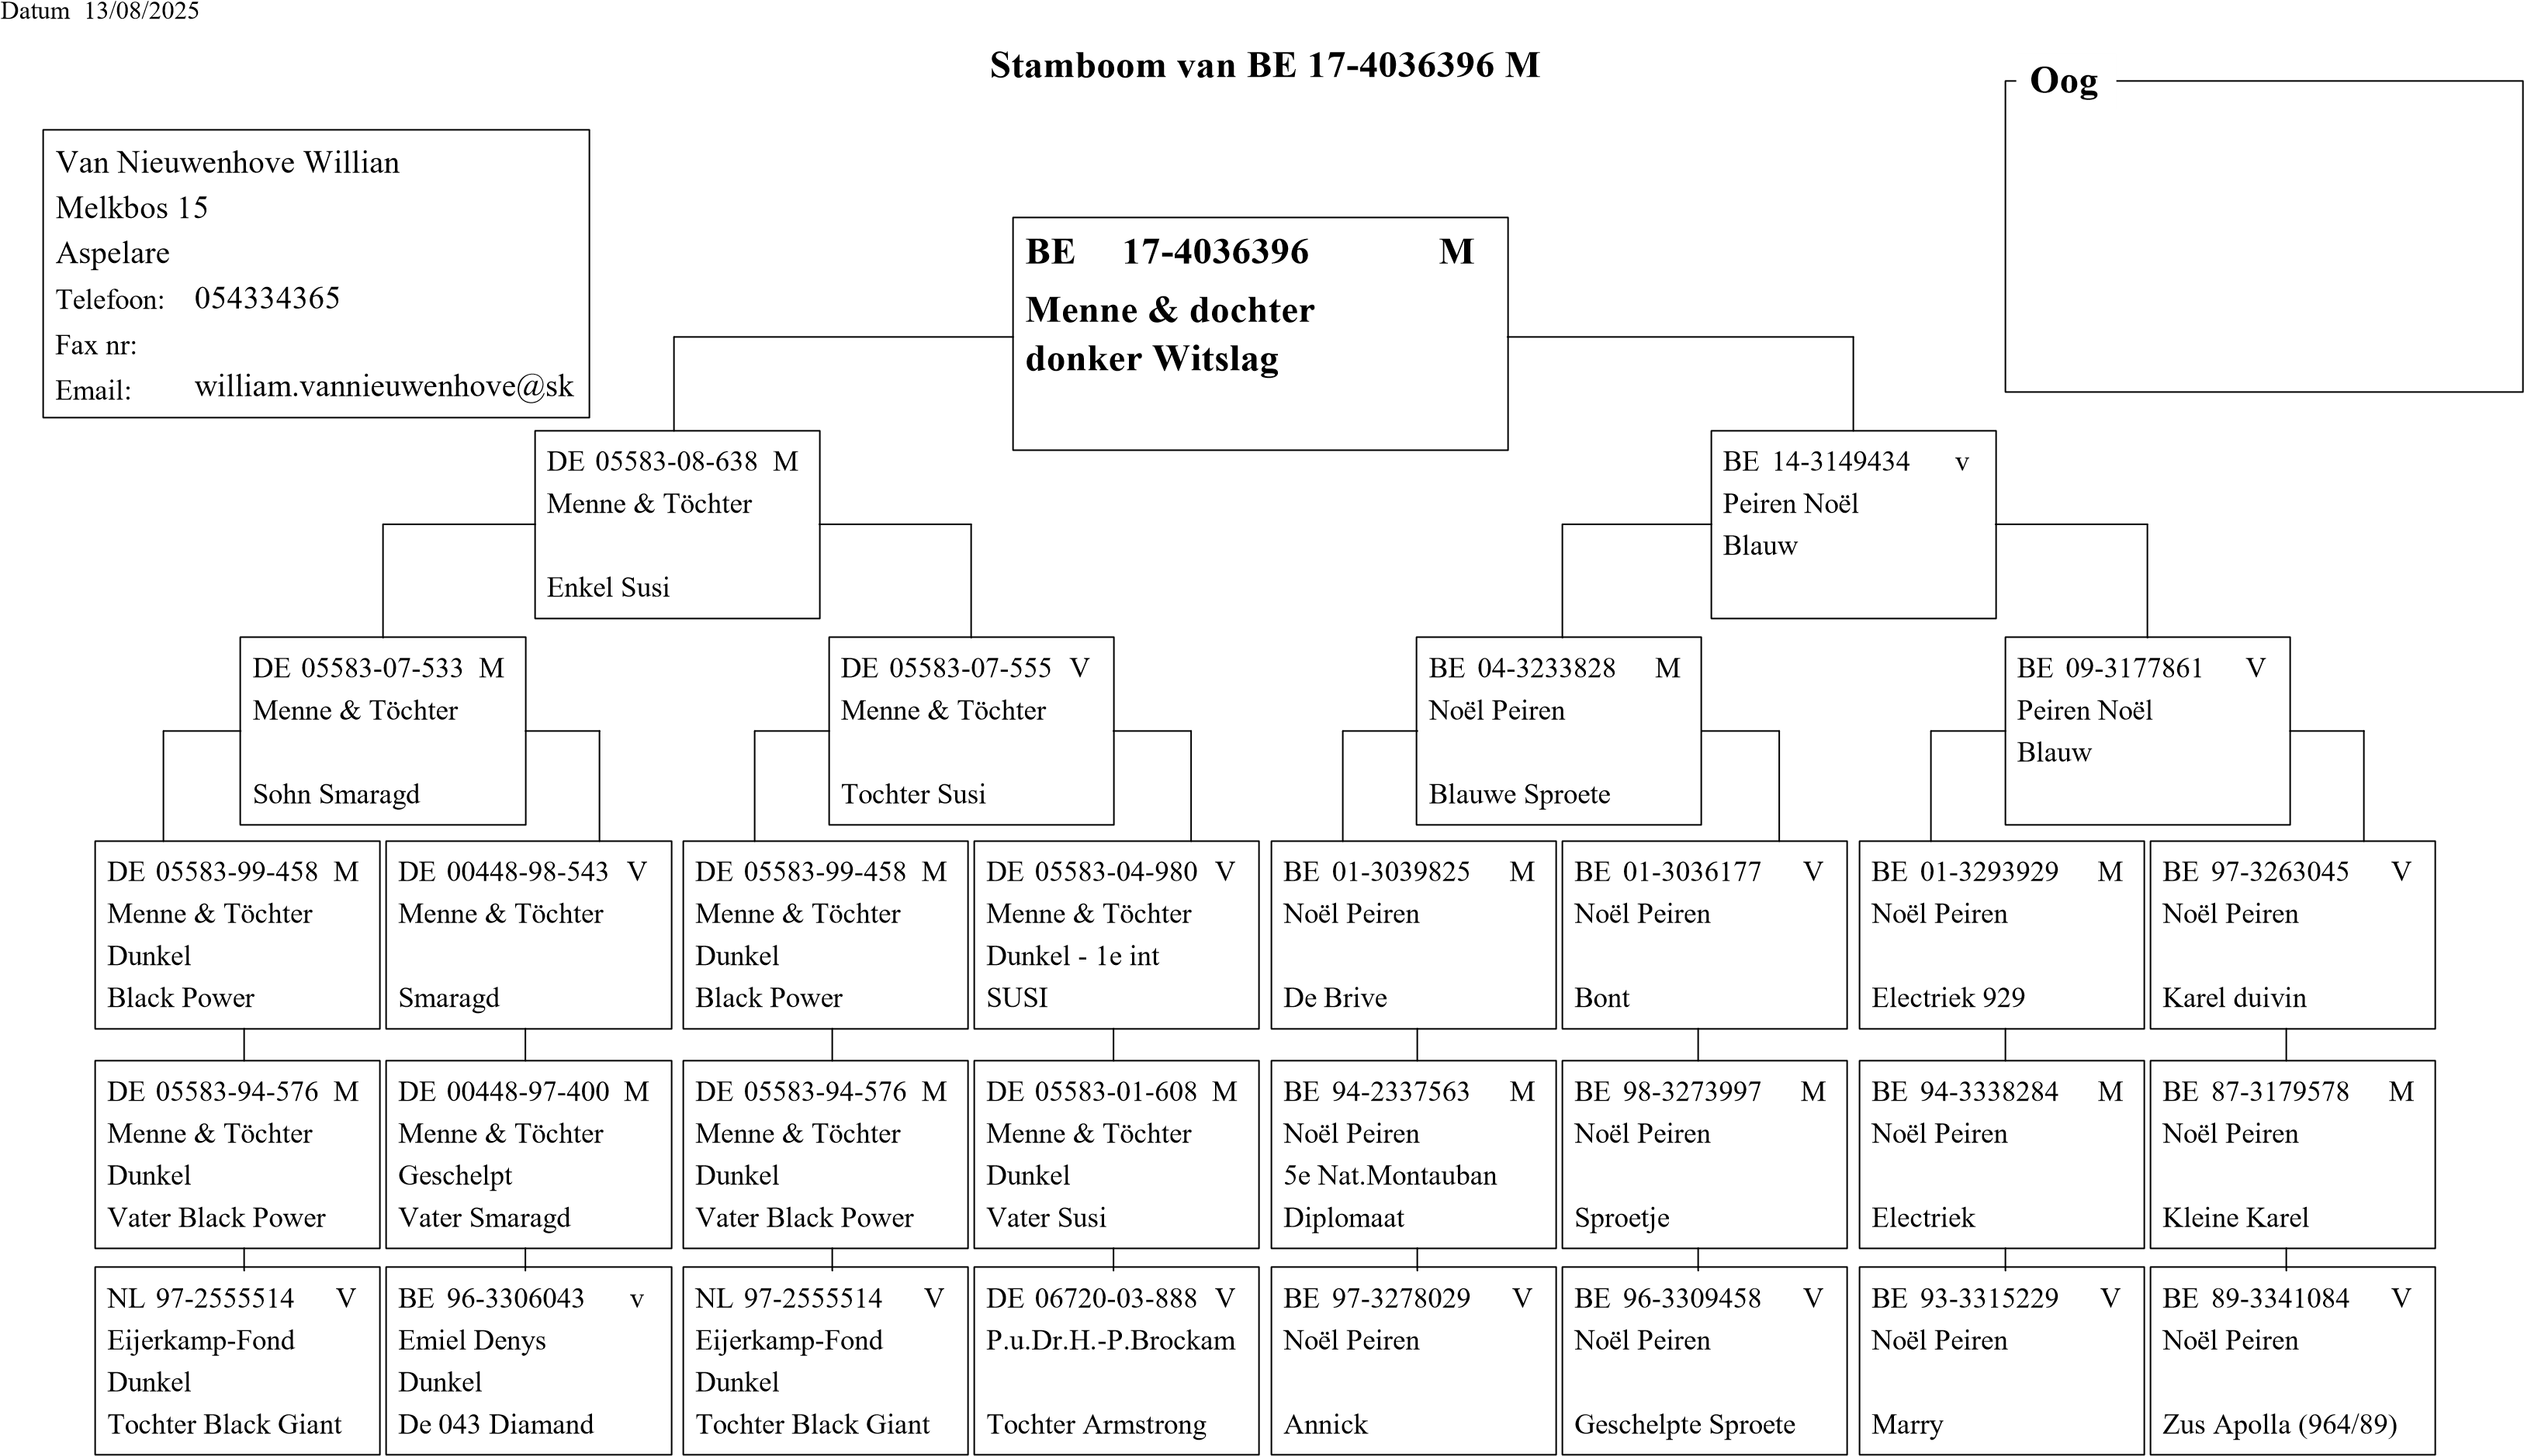 Datum 13/08/2025
Stamboom van BE 17-4036396 M
Oog
Van Nieuwenhove Willian
Melkbos 15
Aspelare
Telefoon: 054334365
Fax nr:
Email: william.vannieuwenhove@sk
BE 17-4036396 M
Menne & dochter
donker Witslag
DE 05583-08-638 M
Menne & Töchter
Enkel Susi
BE 14-3149434 v
Peiren Noël
Blauw
DE 05583-07-533 M
Menne & Töchter
Sohn Smaragd
DE 05583-07-555 V
Menne & Töchter
Tochter Susi
BE 04-3233828 M
Noël Peiren
Blauwe Sproete
BE 09-3177861 V
Peiren Noël
Blauw
DE 05583-99-458 M
Menne & Töchter
Dunkel
Black Power
DE 00448-98-543 V
Menne & Töchter
Smaragd
DE 05583-99-458 M
Menne & Töchter
Dunkel
Black Power
DE 05583-04-980 V
Menne & Töchter
Dunkel - 1e int
SUSI
BE 01-3039825 M
Noël Peiren
De Brive
BE 01-3036177 V
Noël Peiren
Bont
BE 01-3293929 M
Noël Peiren
Electriek 929
BE 97-3263045 V
Noël Peiren
Karel duivin
DE 05583-94-576 M
Menne & Töchter
Dunkel
Vater Black Power
DE 00448-97-400 M
Menne & Töchter
Geschelpt
Vater Smaragd
DE 05583-94-576 M
Menne & Töchter
Dunkel
Vater Black Power
DE 05583-01-608 M
Menne & Töchter
Dunkel
Vater Susi
BE 94-2337563 M
Noël Peiren
5e Nat.Montauban
Diplomaat
BE 98-3273997 M
Noël Peiren
Sproetje
BE 94-3338284 M
Noël Peiren
Electriek
BE 87-3179578 M
Noël Peiren
Kleine Karel
NL 97-2555514 V
Eijerkamp-Fond
Dunkel
Tochter Black Giant
BE 96-3306043 v
Emiel Denys
Dunkel
De 043 Diamand
NL 97-2555514 V
Eijerkamp-Fond
Dunkel
Tochter Black Giant
DE 06720-03-888 V
P.u.Dr.H.-P.Brockam
Tochter Armstrong
BE 97-3278029 V
Noël Peiren
Annick
BE 96-3309458 V
Noël Peiren
Geschelpte Sproete
BE 93-3315229 V
Noël Peiren
Marry
BE 89-3341084 V
Noël Peiren
Zus Apolla (964/89)